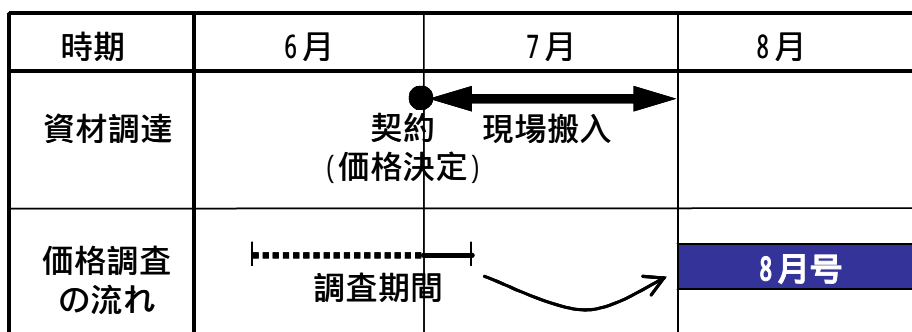 時期 6月 7月 8月
資材調達
契約
(価格決定)
現場搬入
価格調査
の流れ
調査期間
8月号